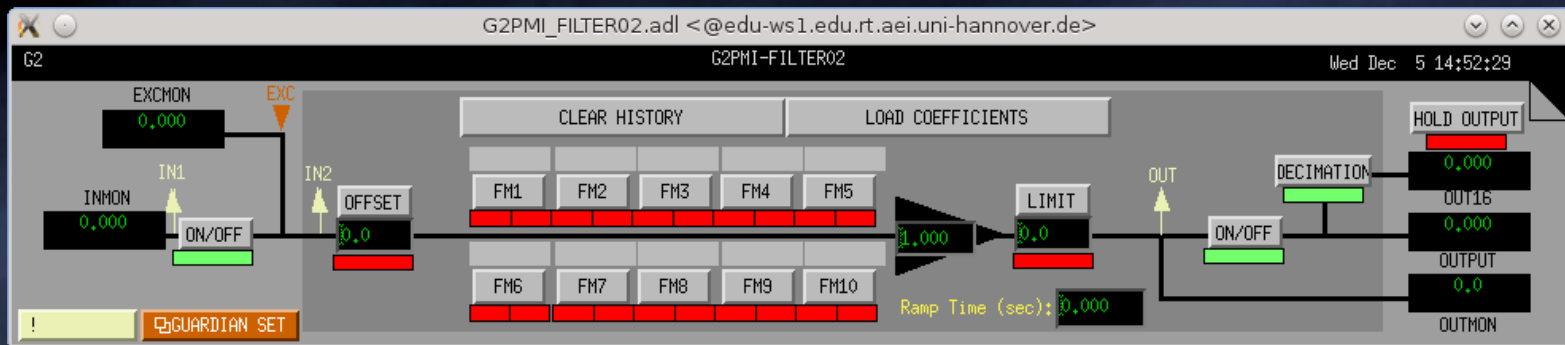 G2PMI_FILTER02.adl <@edu-ws1.edu.rt.aei.uni-hannover.de>
G2
G2PMI-FILTER02
Wed Dec 5 14:52:29
EXCMON
0.000
EXC
CLEAR HISTORY
LOAD COEFFICIENTS
HOLD OUTPUT
IN1
IN2
INMON
0.000
ON/OFF
OFFSET
0.0
FM1
FM2
FM3
FM4
FM5
FM6
FM7
FM8
FM9
FM10
1.000
LIMIT
0.0
OUT
ON/OFF
DECIMATION
0.000
OUT16
0.000
OUTPUT
0.0
OUTMON
Ramp Time (sec):
0.000
!
GUARDIAN SET